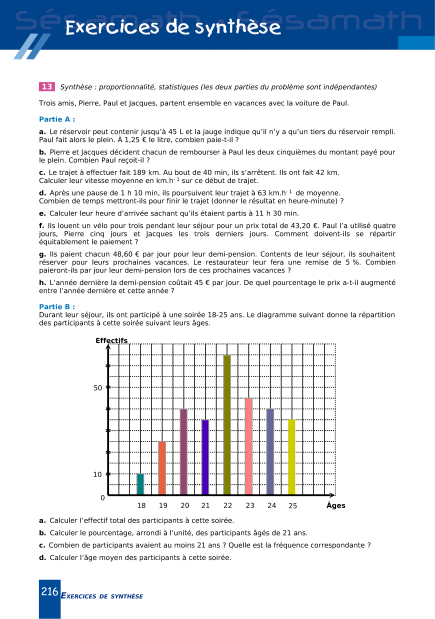 Sésamath Sésamath
Exercices de synthèse
13 Synthèse : proportionnalité, statistiques (les deux parties du problème sont indépendantes)
Trois amis, Pierre, Paul et Jacques, partent ensemble en vacances avec la voiture de Paul.
Partie A :
a. Le réservoir peut contenir jusqu'à 45 L et la jauge indique qu'il n'y a qu'un tiers du réservoir rempli.
Paul fait alors le plein. À 1,25 € le litre, combien paie-t-il ?
b. Pierre et Jacques décident chacun de rembourser à Paul les deux cinquièmes du montant payé pour
le plein. Combien Paul reçoit-il ?
c. Le trajet à effectuer fait 189 km. Au bout de 40 min, ils s'arrêtent. Ils ont fait 42 km.
Calculer leur vitesse moyenne en km.h⁻¹ sur ce début de trajet.
d. Après une pause de 1 h 10 min, ils poursuivent leur trajet à 63 km.h⁻¹ de moyenne.
Combien de temps mettront-ils pour finir le trajet (donner le résultat en heure-minute) ?
e. Calculer leur heure d'arrivée sachant qu'ils étaient partis à 11 h 30 min.
f. Ils louent un vélo pour trois pendant leur séjour pour un prix total de 43,20 €. Paul l'a utilisé quatre
jours, Pierre cinq jours et Jacques les trois derniers jours. Comment doivent-ils se répartir
équitablement le paiement ?
g. Ils paient chacun 48,60 € par jour pour leur demi-pension. Contents de leur séjour, ils souhaitent
réserver pour leurs prochaines vacances. Le restaurateur leur fera une remise de 5 %. Combien
paieront-ils par jour leur demi-pension lors de ces prochaines vacances ?
h. L'année dernière la demi-pension coûtait 45 € par jour. De quel pourcentage le prix a-t-il augmenté
entre l'année dernière et cette année ?
Partie B :
Durant leur séjour, ils ont participé à une soirée 18-25 ans. Le diagramme suivant donne la répartition
des participants à cette soirée suivant leurs âges.
Effectifs
50
10
0
18 19 20 21 22 23 24 25 Âges
a. Calculer l'effectif total des participants à cette soirée.
b. Calculer le pourcentage, arrondi à l'unité, des participants âgés de 21 ans.
c. Combien de participants avaient au moins 21 ans ? Quelle est la fréquence correspondante ?
d. Calculer l'âge moyen des participants à cette soirée.
216 EXERCICES DE SYNTHÈSE